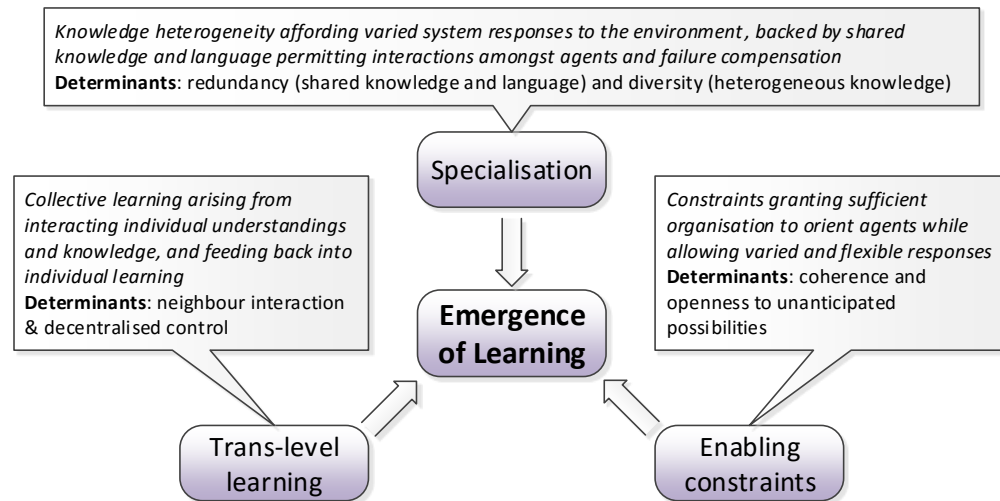 Knowledge heterogeneity affording varied system responses to the environment, backed by shared
knowledge and language permitting interactions amongst agents and failure compensation
Determinants: redundancy (shared knowledge and language) and diversity (heterogeneous knowledge)
Specialisation
Collective learning arising from
interacting individual understandings
and knowledge, and feeding back into
individual learning
Determinants: neighbour interaction
& decentralised control
Constraints granting sufficient
organisation to orient agents while
allowing varied and flexible responses
Determinants: coherence and
openness to unanticipated
possibilities
Emergence
of Learning
Trans-level
learning
Enabling
constraints